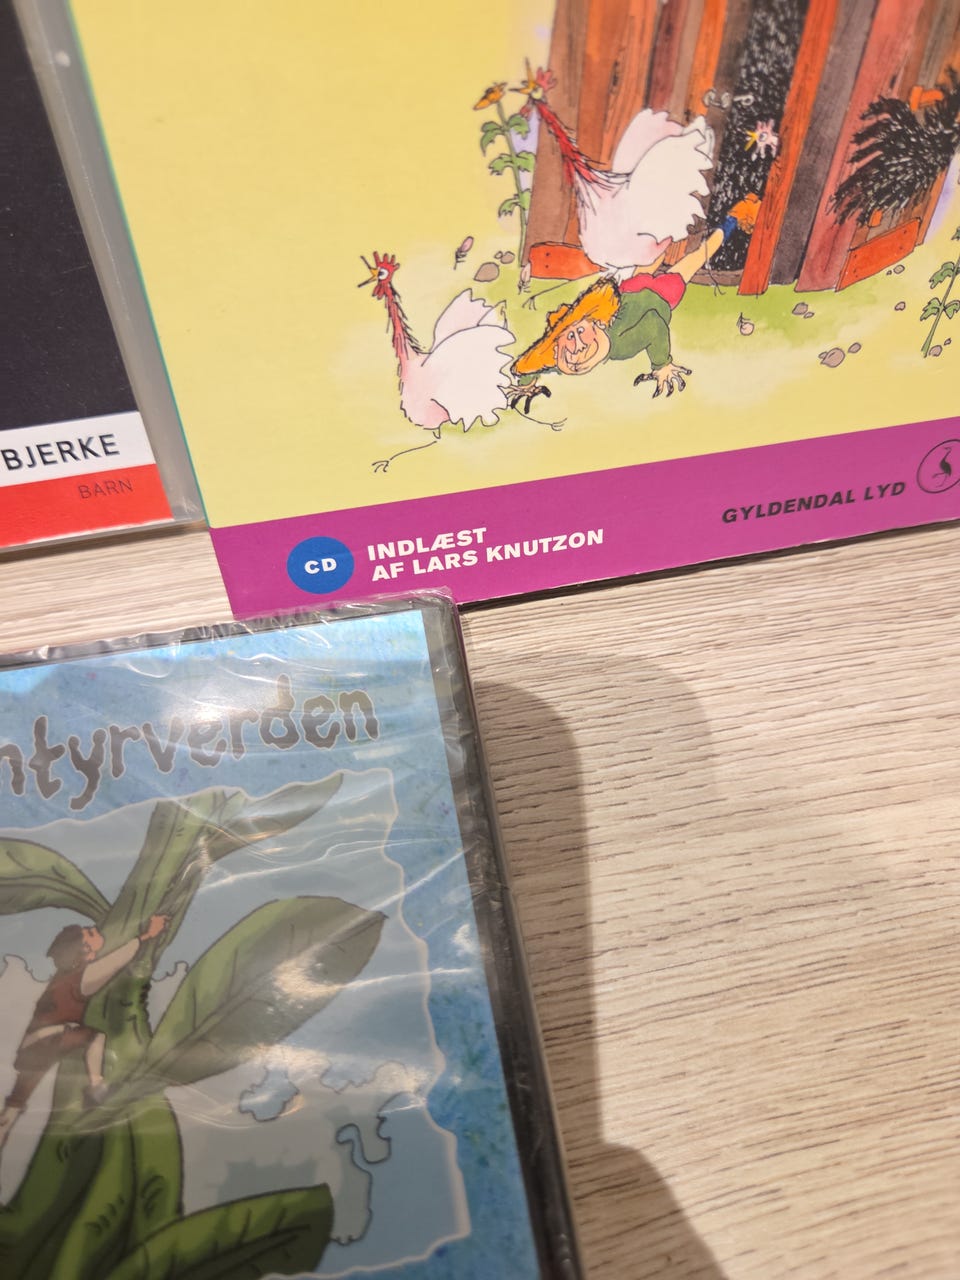 BJERKE
BARN
CD
INDLÆST
AF LARS KNUTZON
GYLDENDAL LYD
ntyrverden